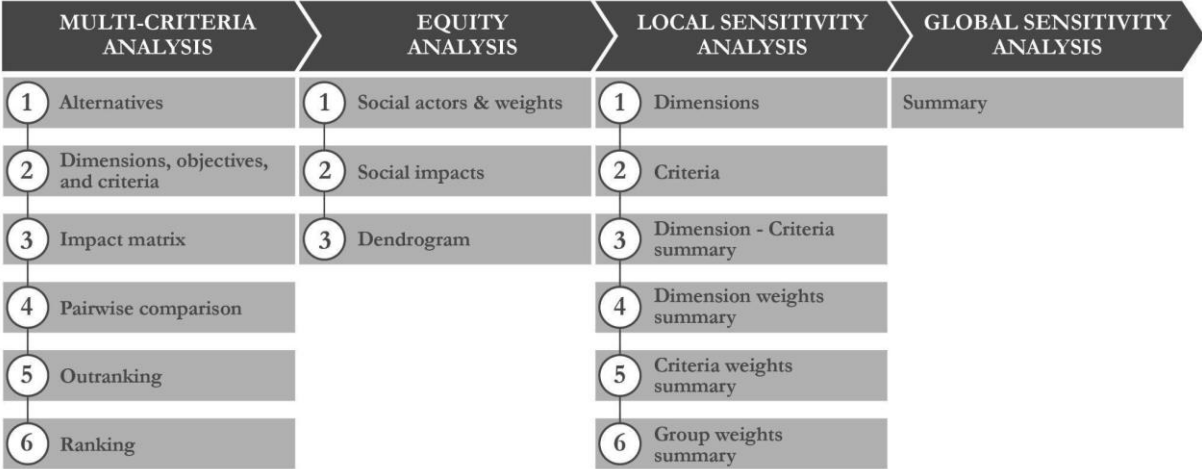 MULTI-CRITERIA
ANALYSIS
EQUITY
ANALYSIS
LOCAL SENSITIVITY
ANALYSIS
GLOBAL SENSITIVITY
ANALYSIS
1 Alternatives
2 Dimensions, objectives,
and criteria
3 Impact matrix
4 Pairwise comparison
5 Outranking
6 Ranking
1 Social actors & weights
2 Social impacts
3 Dendrogram
1 Dimensions
2 Criteria
3 Dimension - Criteria
summary
4 Dimension weights
summary
5 Criteria weights
summary
6 Group weights
summary
Summary